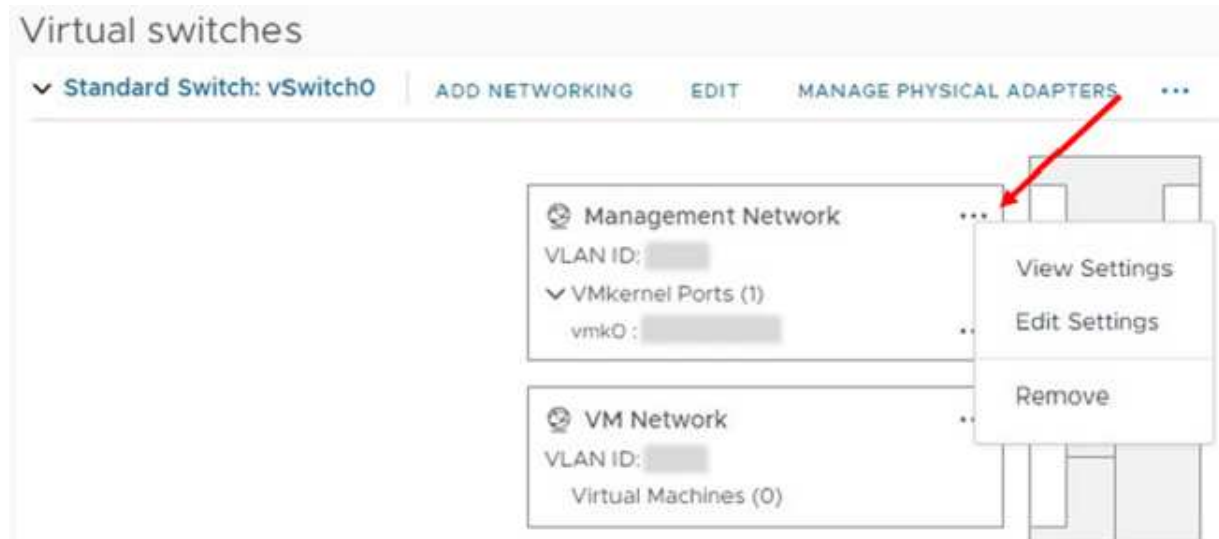 Virtual switches
Standard Switch: vSwitch0 ADD NETWORKING EDIT MANAGE PHYSICAL ADAPTERS ...
Management Network ...
VLAN ID:
View Settings
VMkernel Ports (1)
Edit Settings
vmk0 :
Remove
VM Network
VLAN ID:
Virtual Machines (0)